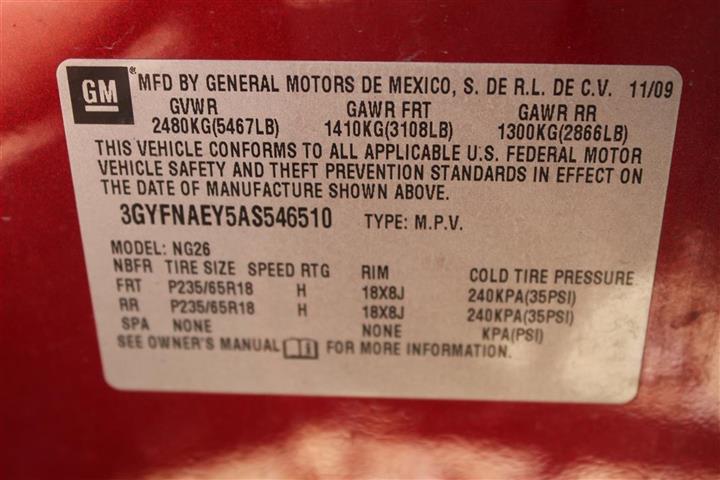 GM ® MFD BY GENERAL MOTORS DE MEXICO, S. DE R.L. DE C.V. 11/09
GVWR GAWR FRT GAWR RR
2480KG(5467LB) 1410KG(3108LB) 1300KG(2866LB)
THIS VEHICLE CONFORMS TO ALL APPLICABLE U.S. FEDERAL MOTOR
VEHICLE SAFETY AND THEFT PREVENTION STANDARDS IN EFFECT ON
THE DATE OF MANUFACTURE SHOWN ABOVE.
3GYFNAEY5AS546510 TYPE: M.P.V.
MODEL: NG26
NBFR TIRE SIZE SPEED RTG RIM COLD TIRE PRESSURE
FRT P235/65R18 H 18X8J 240KPA(35PSI)
RR P235/65R18 H 18X8J 240KPA(35PSI)
SPA NONE NONE KPA(PSI)
SEE OWNER'S MANUAL FOR MORE INFORMATION.